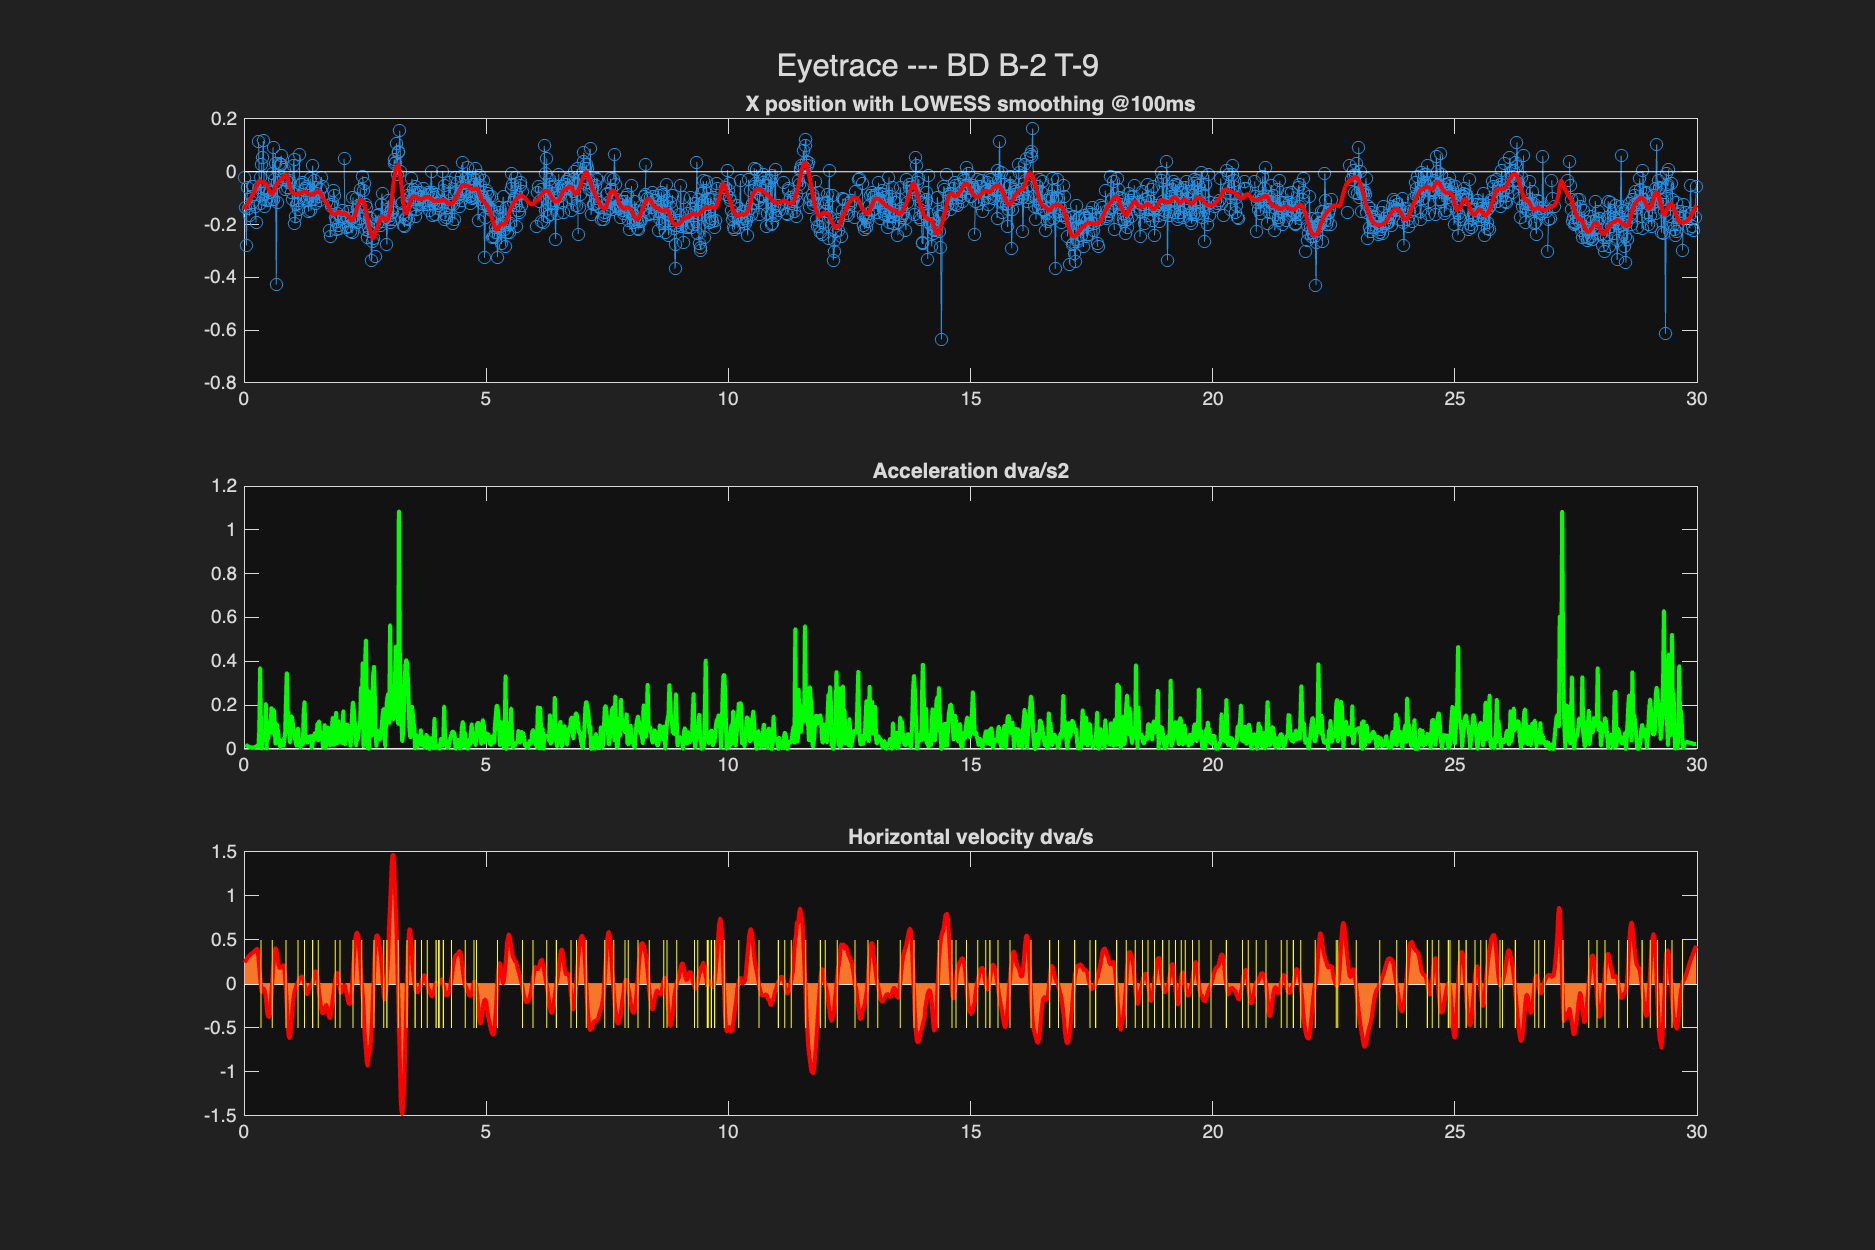 Eyetrace --- BD B-2 T-9
X position with LOWESS smoothing @100ms
0.2
0
-0.2
-0.4
-0.6
-0.8
0 5 10 15 20 25 30
Acceleration dva/s2
1.2
1
0.8
0.6
0.4
0.2
0
0 5 10 15 20 25 30
Horizontal velocity dva/s
1.5
1
0.5
0
-0.5
-1
-1.5
0 5 10 15 20 25 30